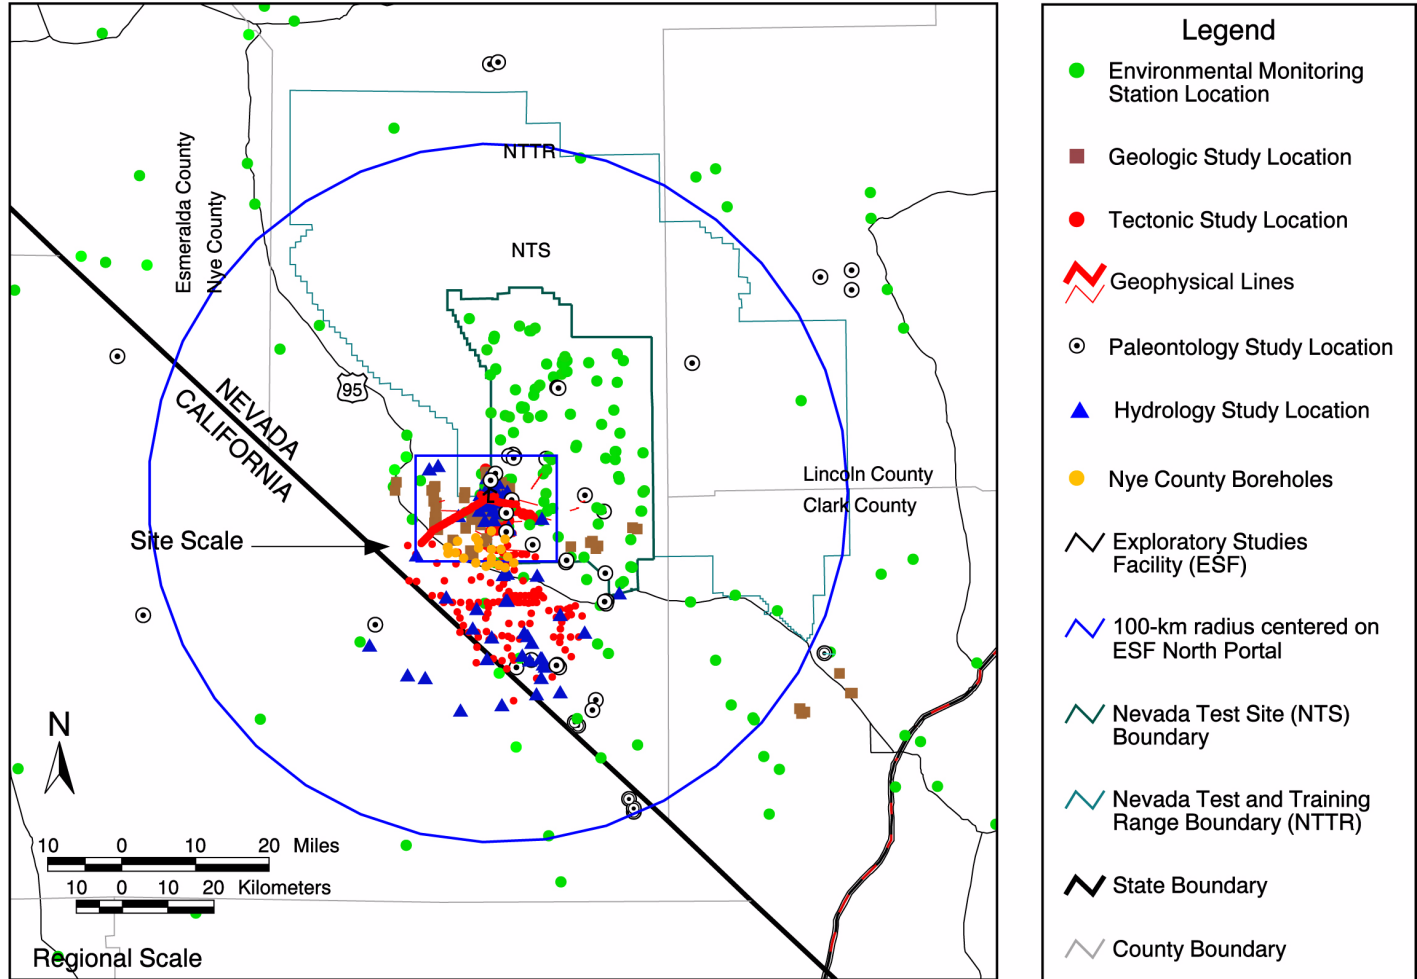 NTTR
NTS
Esmeralda County
Nye County
95
NEVADA
CALIFORNIA
Lincoln County
Clark County
Site Scale
N
10 0 10 20 Miles
10 0 10 20 Kilometers
Regional Scale
Legend
Environmental Monitoring
Station Location
Geologic Study Location
Tectonic Study Location
Geophysical Lines
Paleontology Study Location
Hydrology Study Location
Nye County Boreholes
Exploratory Studies
Facility (ESF)
100-km radius centered on
ESF North Portal
Nevada Test Site (NTS)
Boundary
Nevada Test and Training
Range Boundary (NTTR)
State Boundary
County Boundary